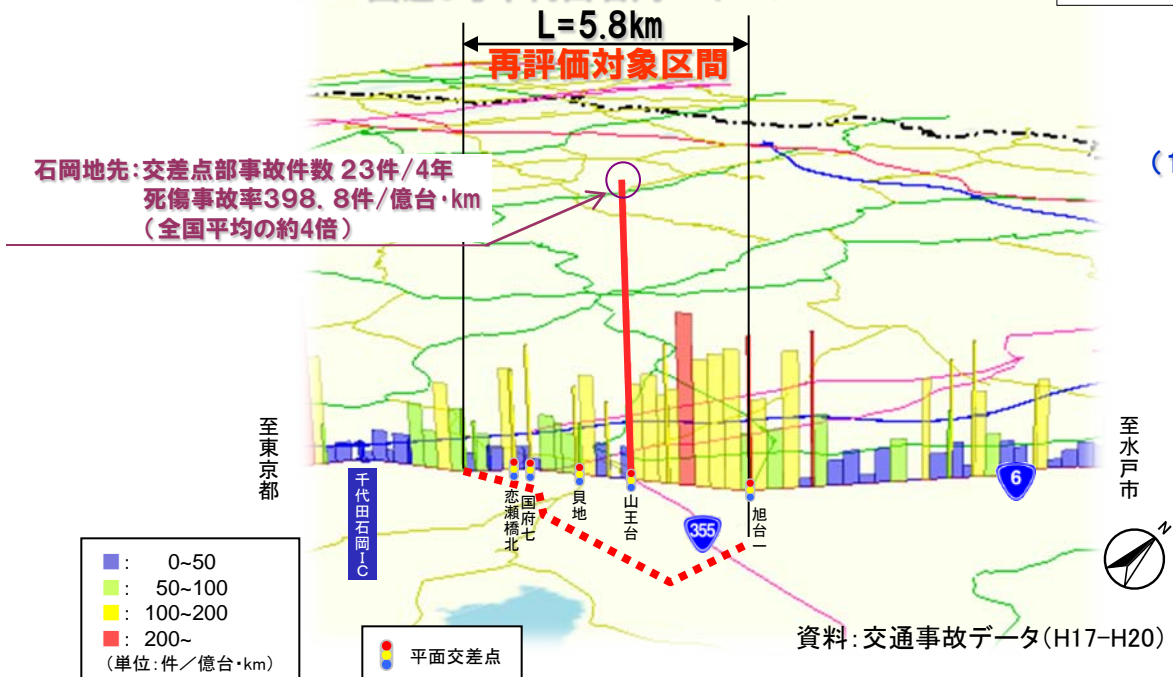 L=5.8km
再評価対象区間
石岡地先:交差点部事故件数 23件/4年
死傷事故率398.8件/億台・km
(全国平均の約4倍)
至東京都
至水戸市
千代田石岡IC
恋瀬橋北
国府七
貝地
山王台
旭台一
355
6
N
: 0~50
: 50~100
: 100~200
: 200~
(単位:件/億台・km)
平面交差点
資料:交通事故データ(H17-H20)
(1